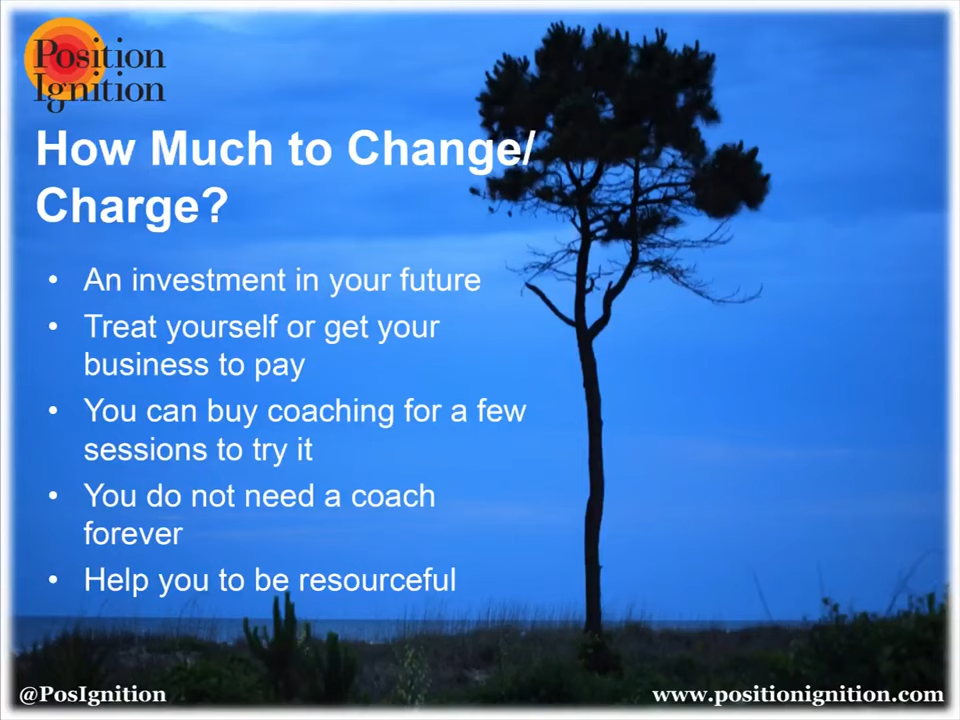 Position
Ignition
How Much to Change/
Charge?
• An investment in your future
• Treat yourself or get your
business to pay
• You can buy coaching for a few
sessions to try it
• You do not need a coach
forever
• Help you to be resourceful
@PosIgnition
www.positionignition.com